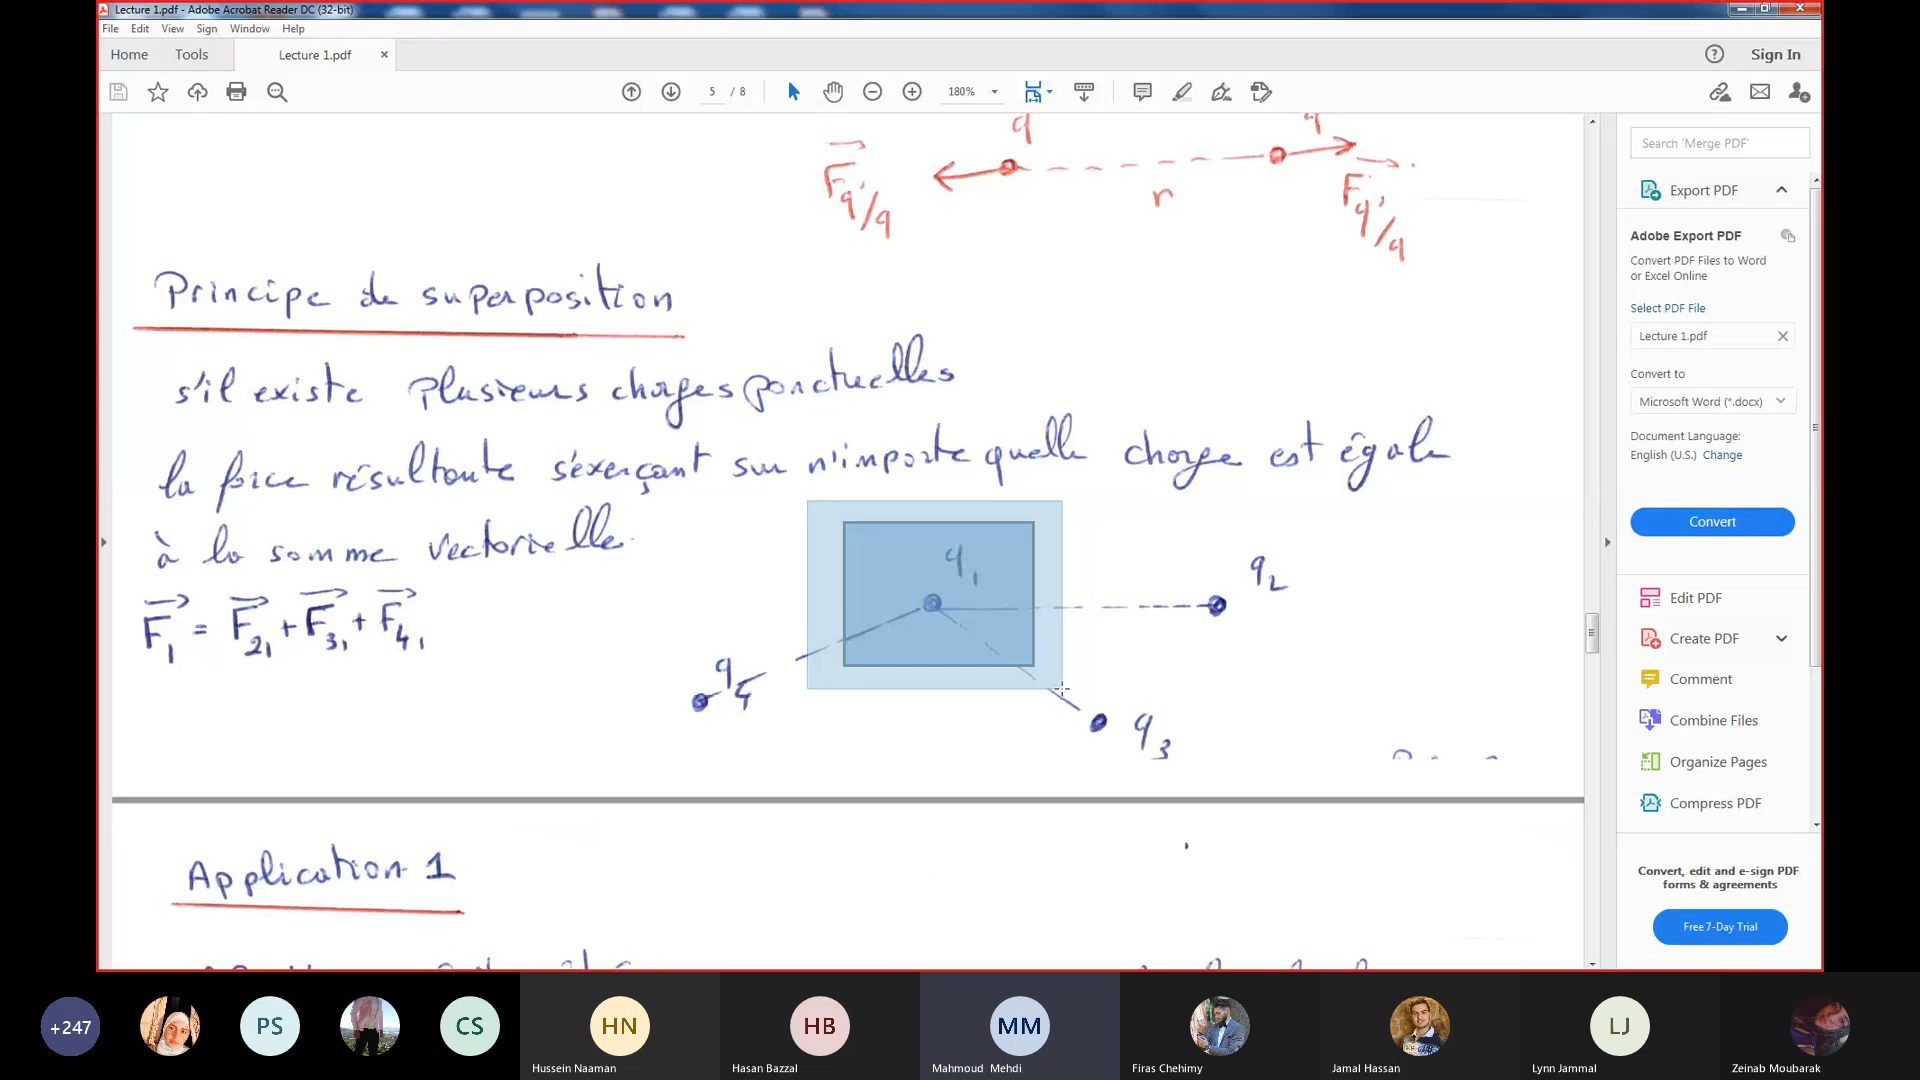 Lecture 1.pdf - Adobe Acrobat Reader DC (32-bit)
File Edit View Sign Window Help
Home Tools Lecture 1.pdf × Sign In
5 / 8 180%
Search 'Merge PDF'
Export PDF
Adobe Export PDF
Convert PDF Files to Word
or Excel Online
Select PDF File
Lecture 1.pdf
Convert to
Microsoft Word (*.docx)
Document Language:
English (U.S.) Change
Convert
Edit PDF
Create PDF
Comment
Combine Files
Organize Pages
Compress PDF
Convert, edit and e-sign PDF
forms & agreements
Free 7-Day Trial
q q
F q'/q r F q'/q
Principe de superposition
s'il existe plusieurs charges ponctuelles
la force résultante s'éxerçant sur n'importe quelle charge est égale
à la somme vectorielle.
F1 = F21 + F31 + F41
q1
q2
q4
q3
Application 1
+247 PS CS HN HB MM LJ
Hussein Naaman Hasan Bazzal Mahmoud Mehdi Firas Chehimy Jamal Hassan Lynn Jammal Zeinab Moubarak